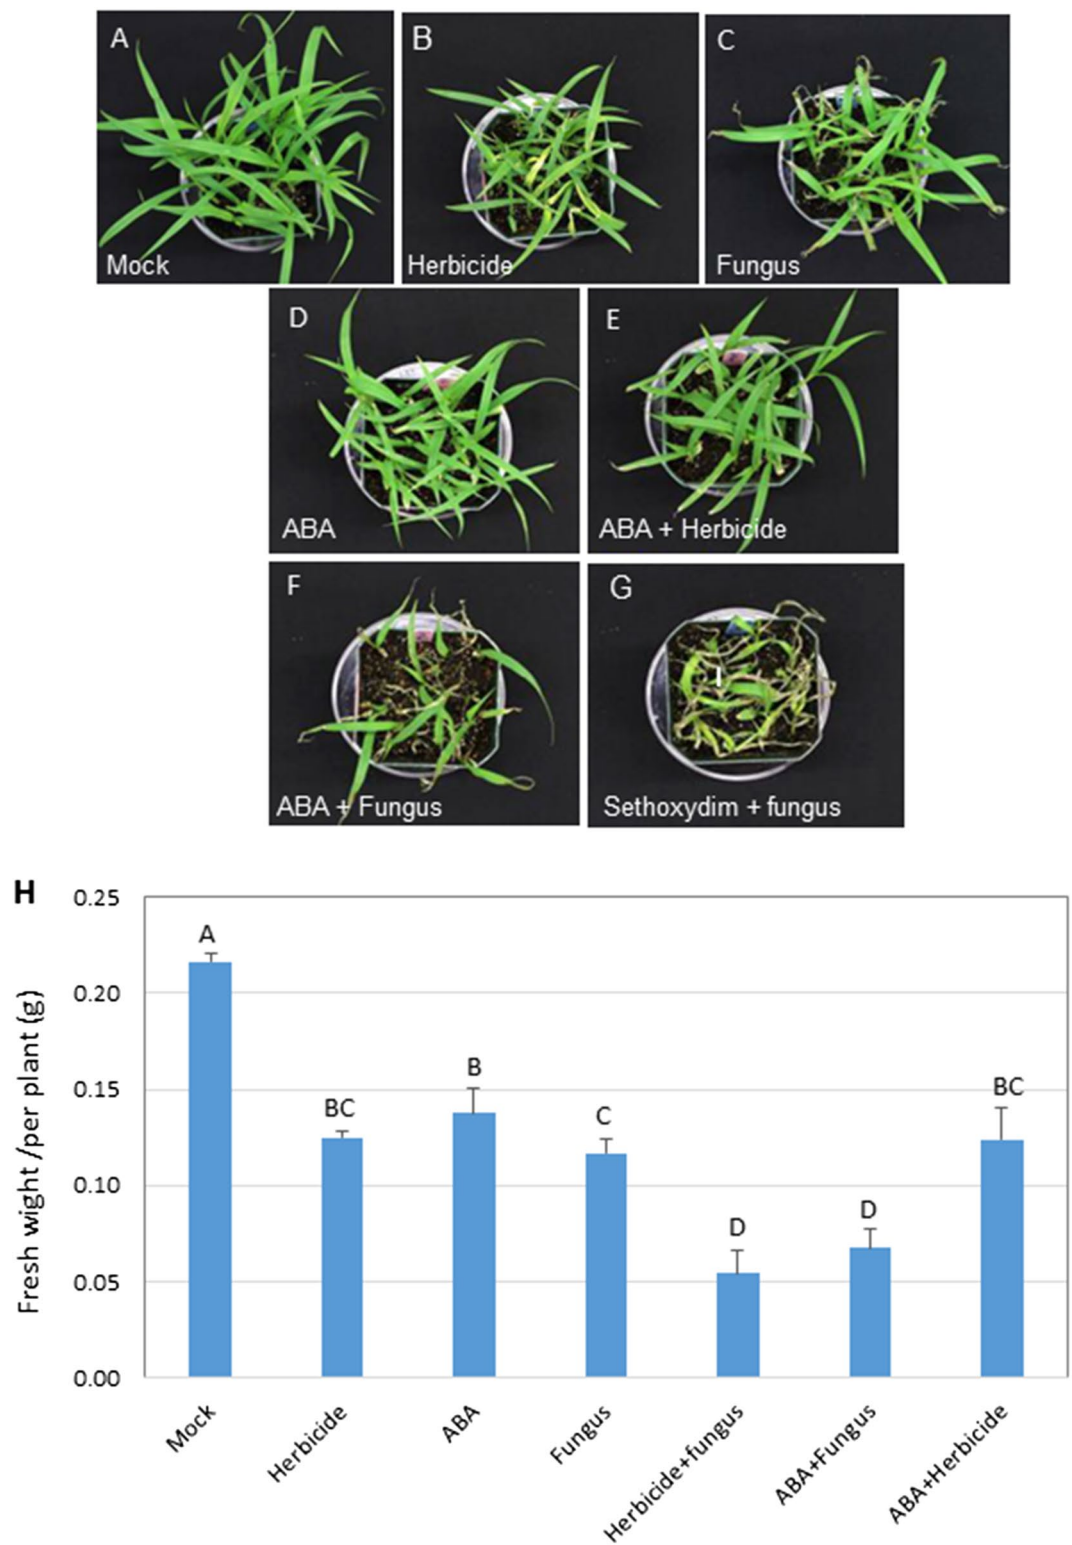 A
B
C
Mock
Herbicide
Fungus
D
E
ABA
ABA + Herbicide
F
G
ABA + Fungus
Sethoxydim + fungus
H
Fresh wight /per plant (g)
0.25
0.20
0.15
0.10
0.05
0.00
A
BC
B
C
D
D
BC
Mock
Herbicide
ABA
Fungus
Herbicide+fungus
ABA+Fungus
ABA+Herbicide